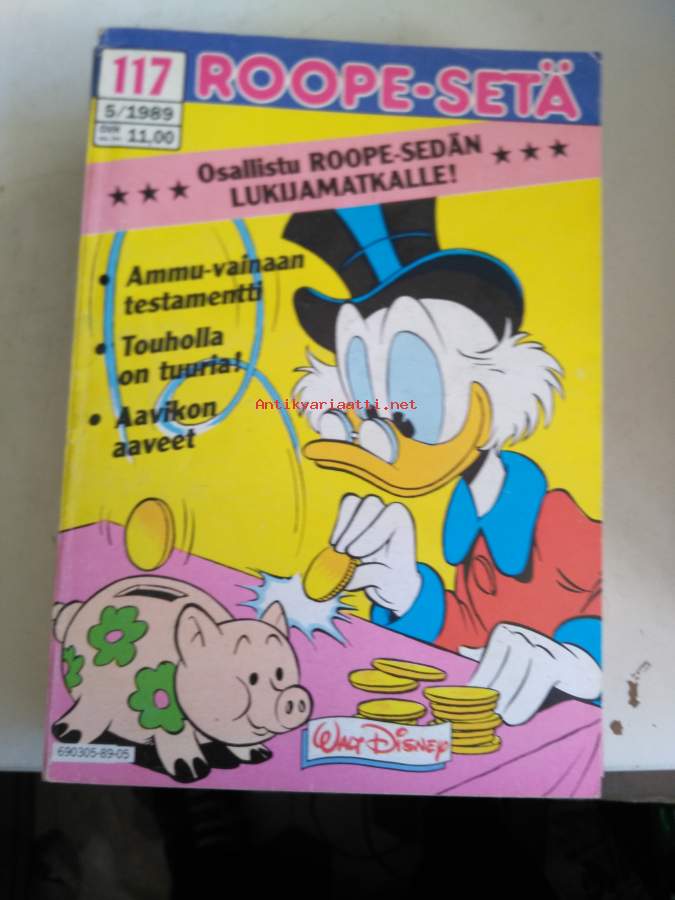 117
ROOPE-SETÄ
5/1989
11,00
Osallistu ROOPE-SEDÄN
LUKIJAMATKALLE!
• Ammu-vainaan
testamentti
• Touholla
on tuuria!
• Aavikon
aaveet
Antikvariaatti.net
WALT DISNEY
690305-89-05